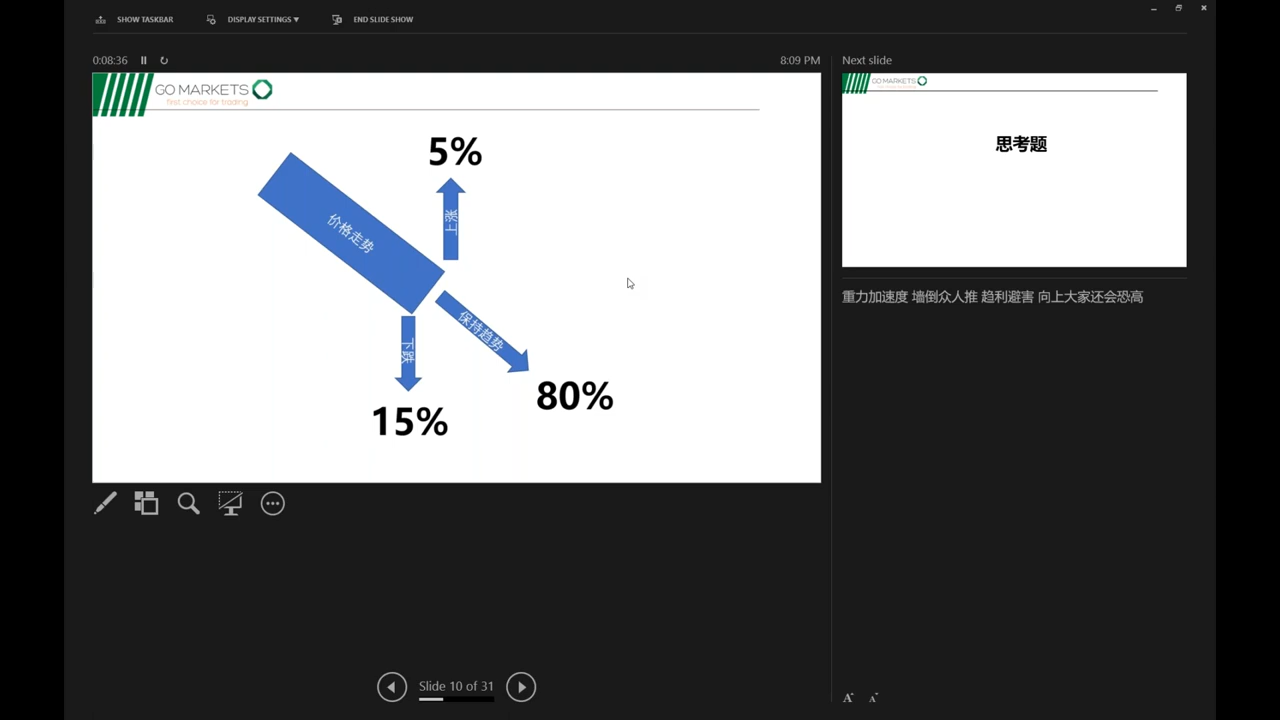 SHOW TASKBAR
DISPLAY SETTINGS ▼
END SLIDE SHOW
0:08:36
8:09 PM
Next slide
GO MARKETS
first choice for trading
5%
上涨
价格走势
保持趋势
下跌
80%
15%
GO MARKETS
思考题
重力加速度 墙倒众人推 趋利避害 向上大家还会恐高
Slide 10 of 31
A
A